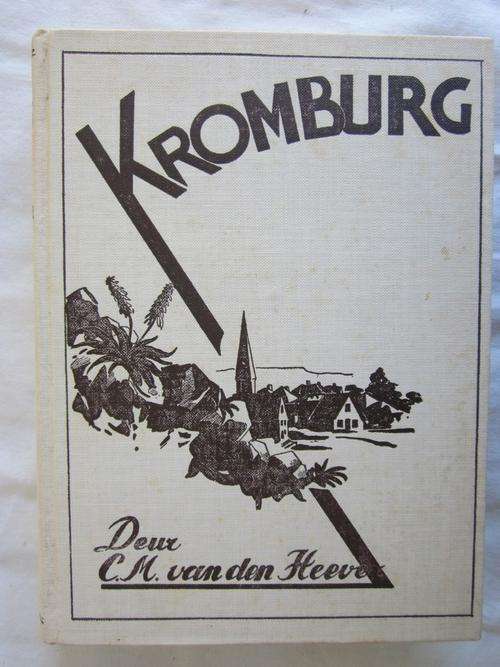 KROMBURG
Deur
C.M. van den Heever